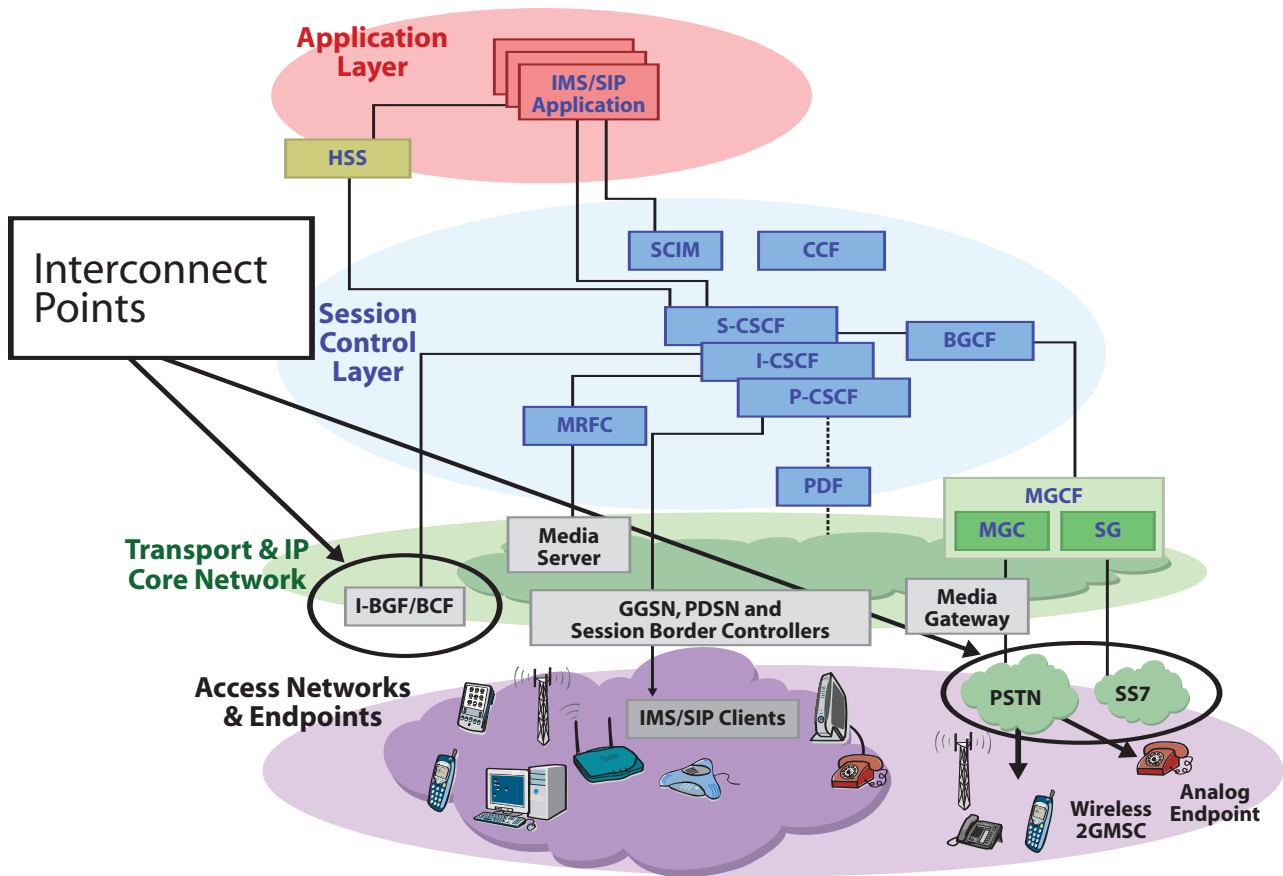 Application
Layer
IMS/SIP
Application
HSS
Interconnect
Points
SCIM
CCF
Session
Control
Layer
S-CSCF
BGCF
I-CSCF
P-CSCF
MRFC
PDF
MGCF
MGC
SG
Transport & IP
Core Network
Media
Server
I-BGF/BCF
GGSN, PDSN and
Session Border Controllers
Media
Gateway
Access Networks
& Endpoints
IMS/SIP Clients
PSTN
SS7
Wireless
2GMSC
Analog
Endpoint